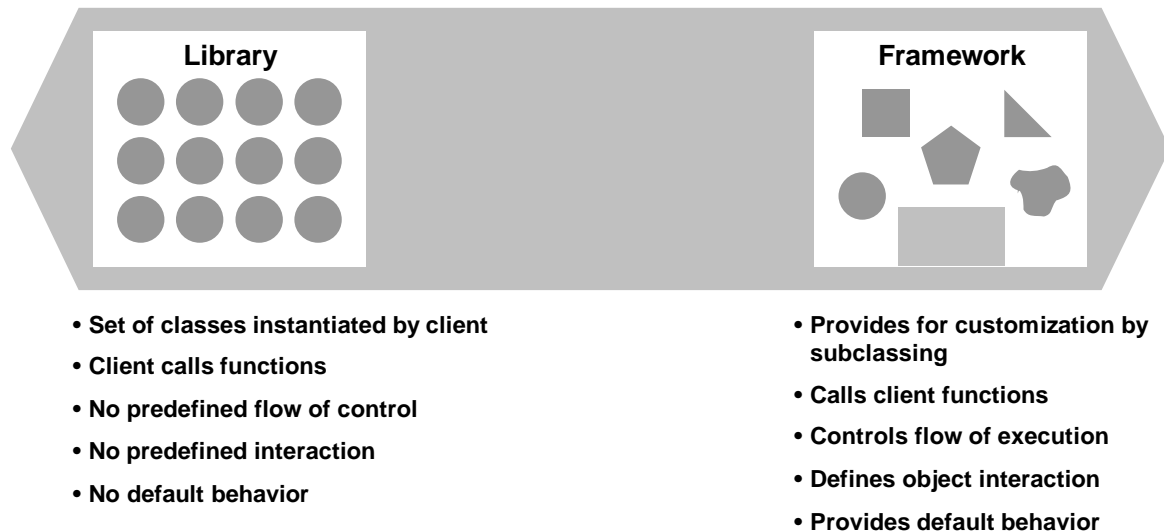 Library
Framework
• Set of classes instantiated by client
• Client calls functions
• No predefined flow of control
• No predefined interaction
• No default behavior
• Provides for customization by
subclassing
• Calls client functions
• Controls flow of execution
• Defines object interaction
• Provides default behavior